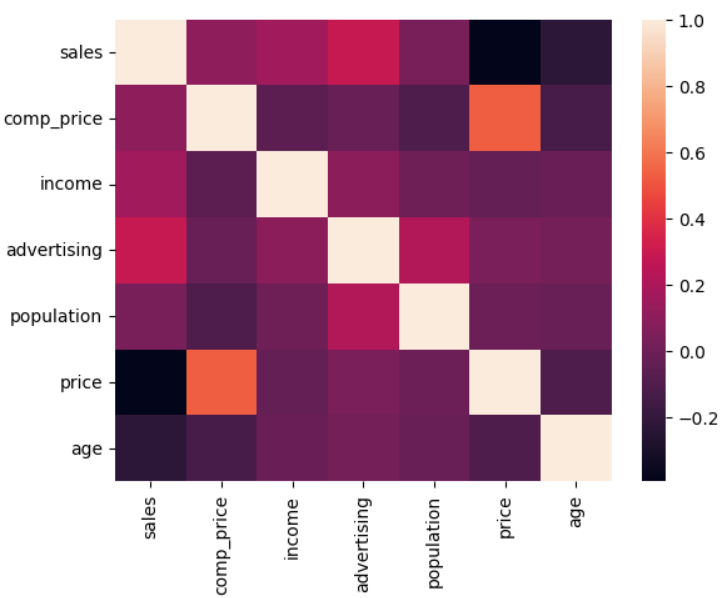 sales
comp_price
income
advertising
population
price
age
sales
comp_price
income
advertising
population
price
age
1.0
0.8
0.6
0.4
0.2
0.0
−0.2